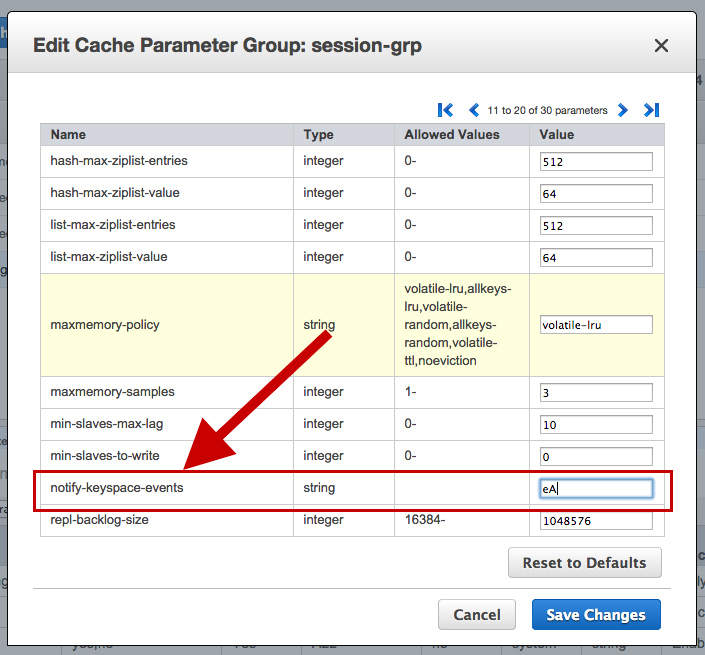 Edit Cache Parameter Group: session-grp
11 to 20 of 30 parameters
Name Type Allowed Values Value
hash-max-ziplist-entries integer 0- 512
hash-max-ziplist-value integer 0- 64
list-max-ziplist-entries integer 0- 512
list-max-ziplist-value integer 0- 64
volatile-lru,allkeys-
lru,volatile-
maxmemory-policy string random,allkeys- volatile-lru
random,volatile-
ttl,noeviction
maxmemory-samples integer 1- 3
min-slaves-max-lag integer 0- 10
min-slaves-to-write integer 0- 0
notify-keyspace-events string eA
repl-backlog-size integer 16384- 1048576
Reset to Defaults
Cancel Save Changes